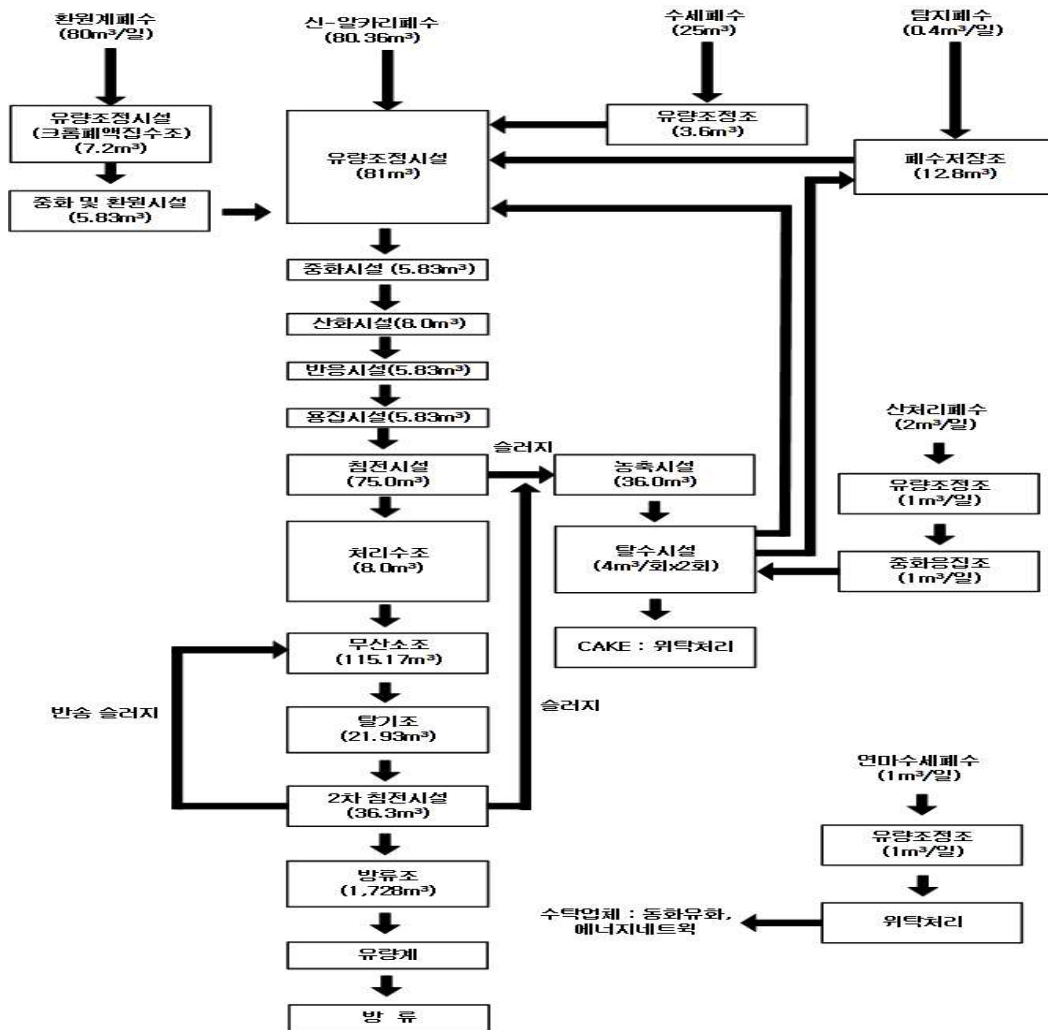 환원계폐수
(80m³/일)
신-알카리폐수
(80.36m³)
수세폐수
(25m³)
탐지폐수
(0.4m³/일)
유량조정시설
(크롬폐액집수조)
(7.2m³)
유량조정시설
(81m³)
유량조정조
(3.6m³)
폐수저장조
(12.8m³)
중화 및 환원시설
(5.83m³)
중화시설 (5.83m³)
산화시설(8.0m³)
반응시설(5.83m³)
용집시설(5.83m³)
산처리폐수
(2m³/일)
슬러지
침전시설
(75.0m³)
농축시설
(36.0m³)
유량조정조
(1m³/일)
처리수조
(8.0m³)
탈수시설
(4m³/회x2회)
중화응집조
(1m³/일)
무산소조
(115.17m³)
CAKE : 위탁처리
반송 슬러지
슬러지
탈기조
(21.93m³)
연마수세폐수
(1m³/일)
2차 침전시설
(36.3m³)
유량조정조
(1m³/일)
방류조
(1,728m³)
수탁업체 : 동화유화,
에너지네트웍
위탁처리
유량계
방 류